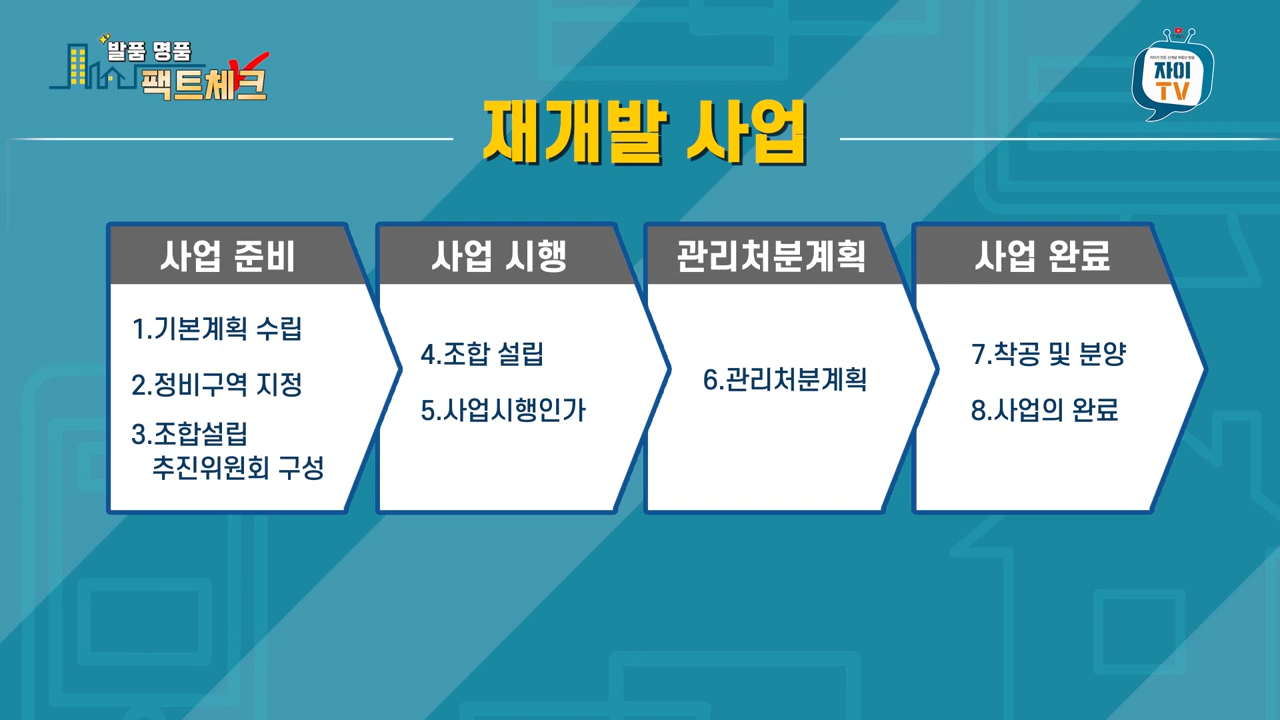 발품 명품
팩트체크
자이
TV
재개발 사업
사업 준비
1.기본계획 수립
2.정비구역 지정
3.조합설립
추진위원회 구성
사업 시행
4.조합 설립
5.사업시행인가
관리처분계획
6.관리처분계획
사업 완료
7.착공 및 분양
8.사업의 완료